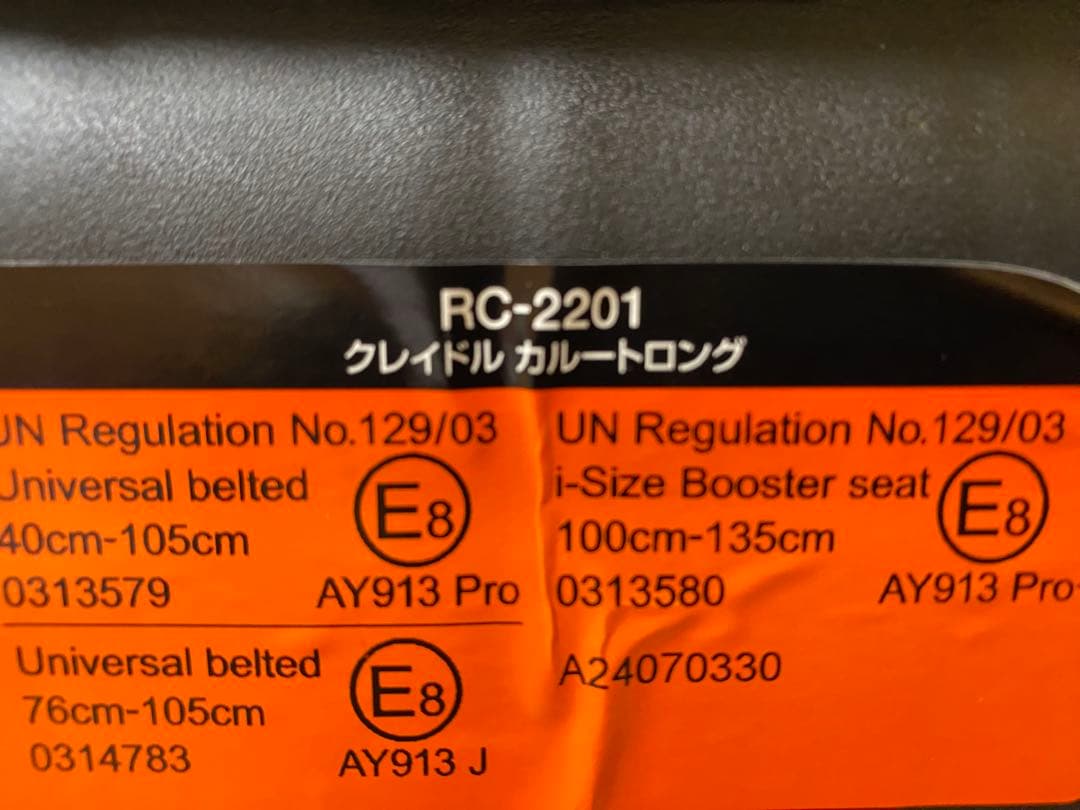 RC-2201
クレイドル カルートロング
UN Regulation No.129/03
Universal belted
40cm-105cm
0313579
E8
AY913 Pro
Universal belted
76cm-105cm
0314783
E8
AY913 J
UN Regulation No.129/03
i-Size Booster seat
100cm-135cm
0313580
E8
AY913 Pro
A24070330